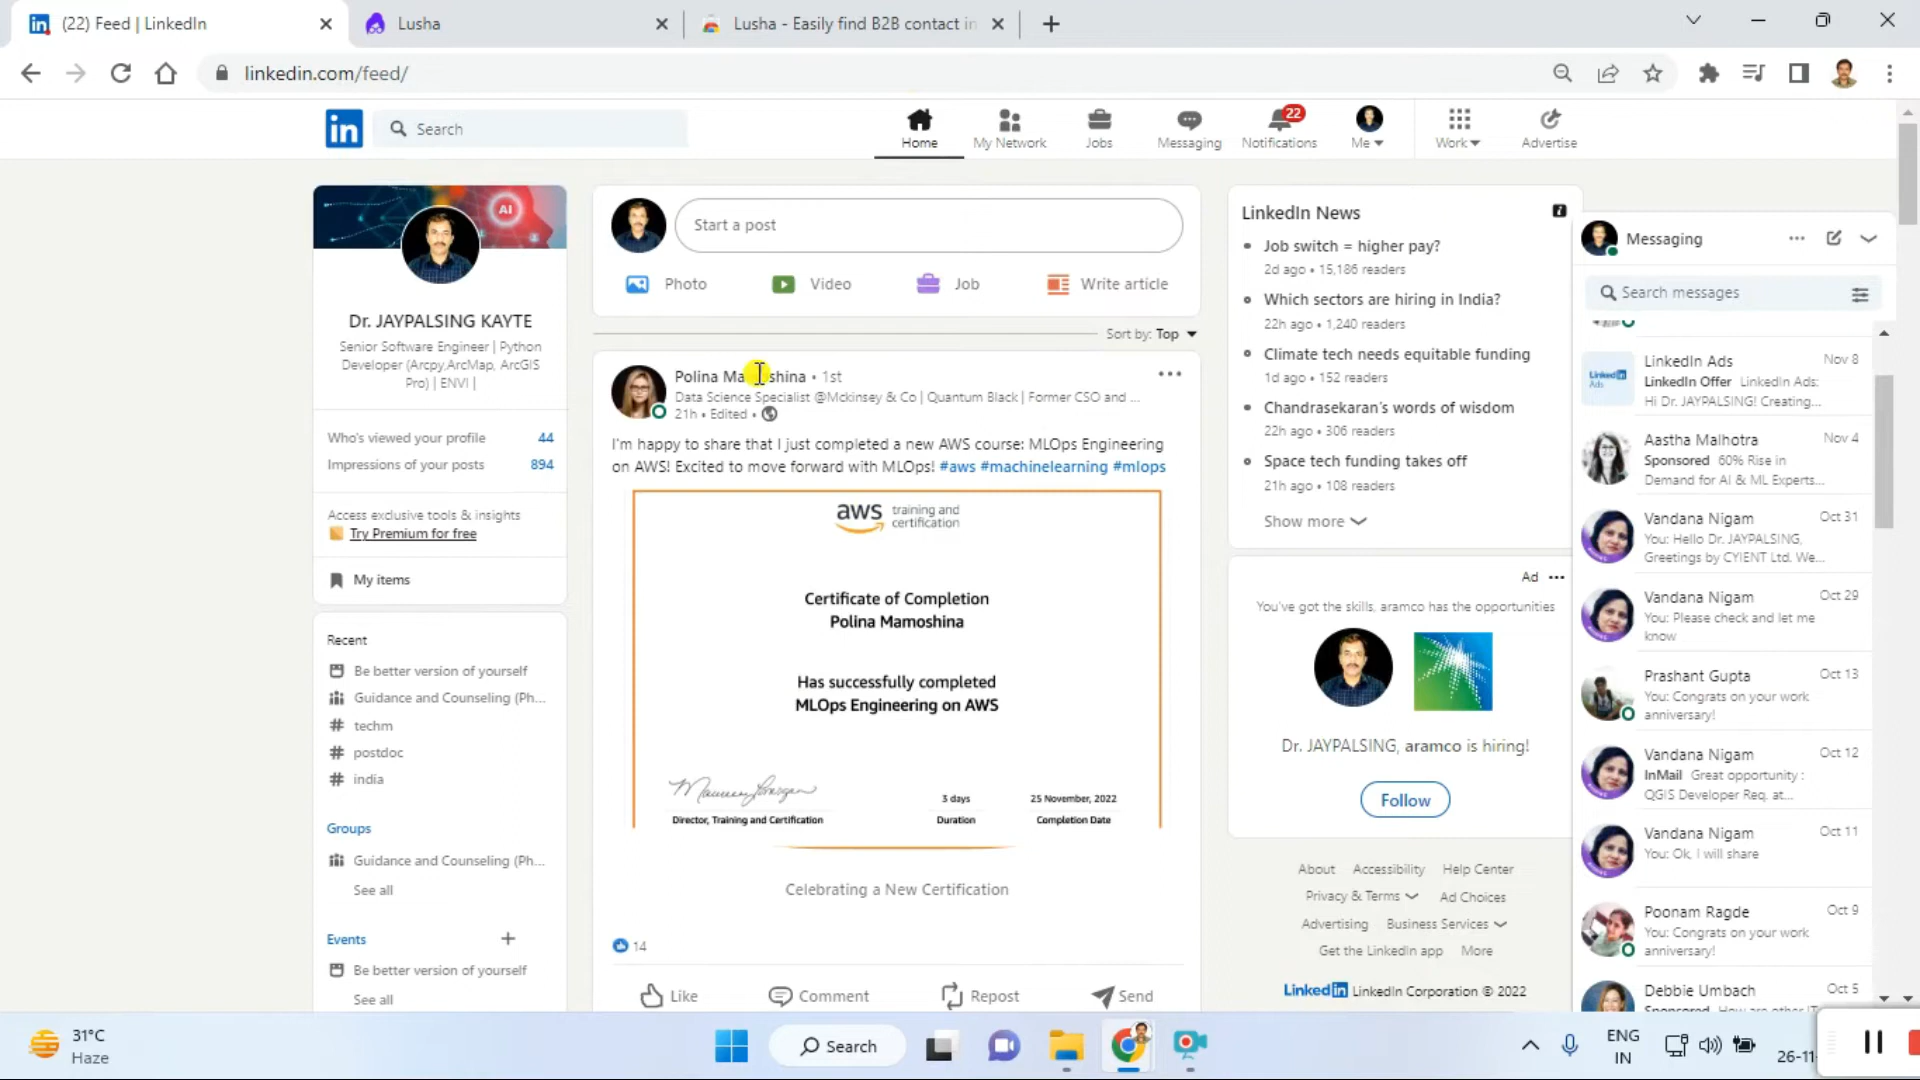 (22) Feed | LinkedIn
Lusha
Lusha - Easily find B2B contact in
linkedin.com/feed/
in
Search
Home
My Network
Jobs
Messaging
22
Notifications
Me
Work
Advertise
AI
Dr. JAYPALSING KAYTE
Senior Software Engineer | Python
Developer (Arcpy,ArcMap, ArcGIS
Pro) | ENVI |
Who's viewed your profile 44
Impressions of your posts 894
Access exclusive tools & insights
Try Premium for free
My items
Recent
Be better version of yourself
Guidance and Counseling (Ph...
# techm
# postdoc
# india
Groups
Guidance and Counseling (Ph...
See all
Events +
Be better version of yourself
See all
Start a post
Photo
Video
Job
Write article
Sort by: Top
Polina Mamoshina • 1st
Data Science Specialist @Mckinsey & Co | Quantum Black | Former CSO and ...
21h • Edited •
I'm happy to share that I just completed a new AWS course: MLOps Engineering
on AWS! Excited to move forward with MLOps! #aws #machinelearning #mlops
aws training and
certification
Certificate of Completion
Polina Mamoshina
Has successfully completed
MLOps Engineering on AWS
3 days
25 November, 2022
Director, Training and Certification
Duration
Completion Date
Celebrating a New Certification
14
Like
Comment
Repost
Send
LinkedIn News
Job switch = higher pay?
2d ago • 15,186 readers
Which sectors are hiring in India?
22h ago • 1,240 readers
Climate tech needs equitable funding
1d ago • 152 readers
Chandrasekaran's words of wisdom
22h ago • 306 readers
Space tech funding takes off
21h ago • 108 readers
Show more
Ad
You've got the skills, aramco has the opportunities
Dr. JAYPALSING, aramco is hiring!
Follow
About Accessibility Help Center
Privacy & Terms Ad Choices
Advertising Business Services
Get the LinkedIn app More
LinkedIn LinkedIn Corporation © 2022
Messaging
Search messages
LinkedIn Ads Nov 8
LinkedIn Offer LinkedIn Ads:
Hi Dr. JAYPALSING! Creating...
Linked in
Ads
Aastha Malhotra Nov 4
Sponsored 60% Rise in
Demand for AI & ML Experts...
Vandana Nigam Oct 31
You: Hello Dr. JAYPALSING,
Greetings by CYIENT Ltd. We...
Vandana Nigam Oct 29
You: Please check and let me
know
Prashant Gupta Oct 13
You: Congrats on your work
anniversary!
Vandana Nigam Oct 12
InMail Great opportunity :
QGIS Developer Req. at...
Vandana Nigam Oct 11
You: Ok, I will share
Poonam Ragde Oct 9
You: Congrats on your work
anniversary!
Debbie Umbach Oct 5
31°C
Haze
Search
ENG
IN
26-11